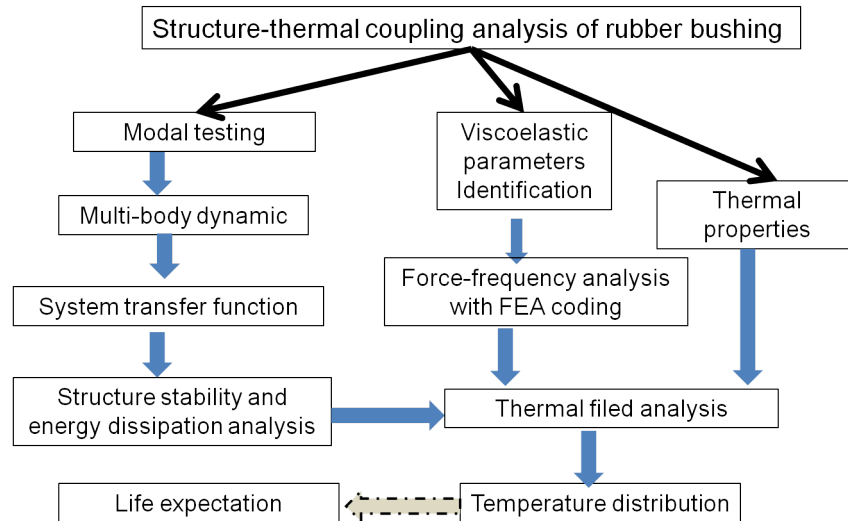 Structure-thermal coupling analysis of rubber bushing
Modal testing
Viscoelastic
parameters
Identification
Thermal
properties
Multi-body dynamic
Force-frequency analysis
with FEA coding
System transfer function
Structure stability and
energy dissipation analysis
Thermal filed analysis
Life expectation
Temperature distribution